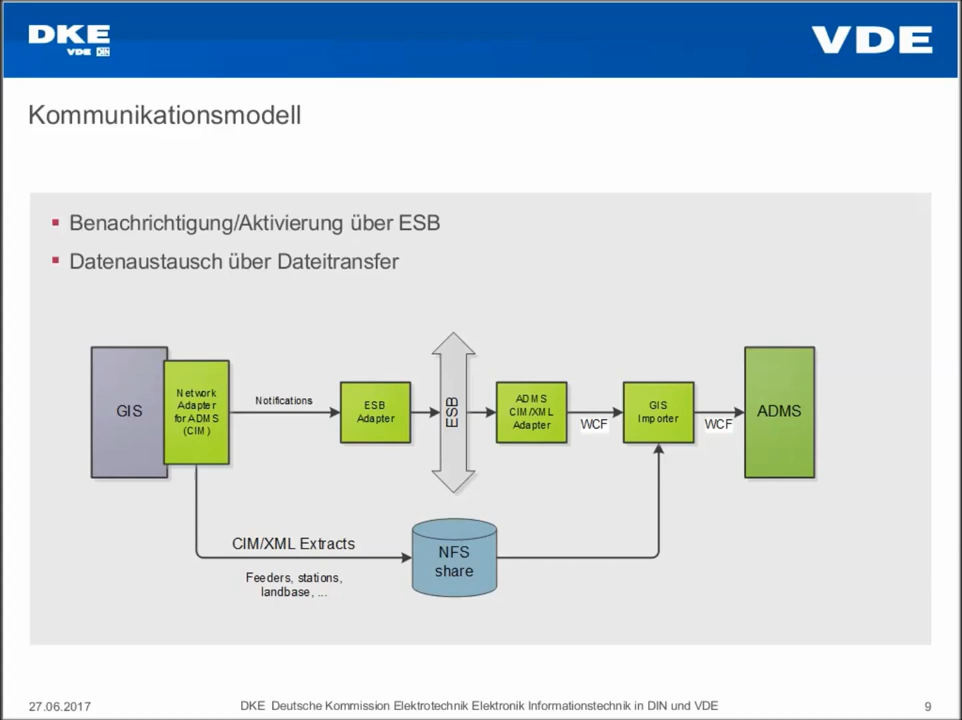 DKE
VDE DIN
VDE
Kommunikationsmodell
Benachrichtigung/Aktivierung über ESB
Datenaustausch über Dateitransfer
GIS
Network
Adapter
for ADMS
(CIM)
Notifications
ESB
Adapter
ESB
ADMS
CIM/XML
Adapter
WCF
GIS
Importer
WCF
ADMS
CIM/XML Extracts
Feeders, stations,
landbase, ...
NFS
share
27.06.2017
DKE Deutsche Kommission Elektrotechnik Elektronik Informationstechnik in DIN und VDE
9